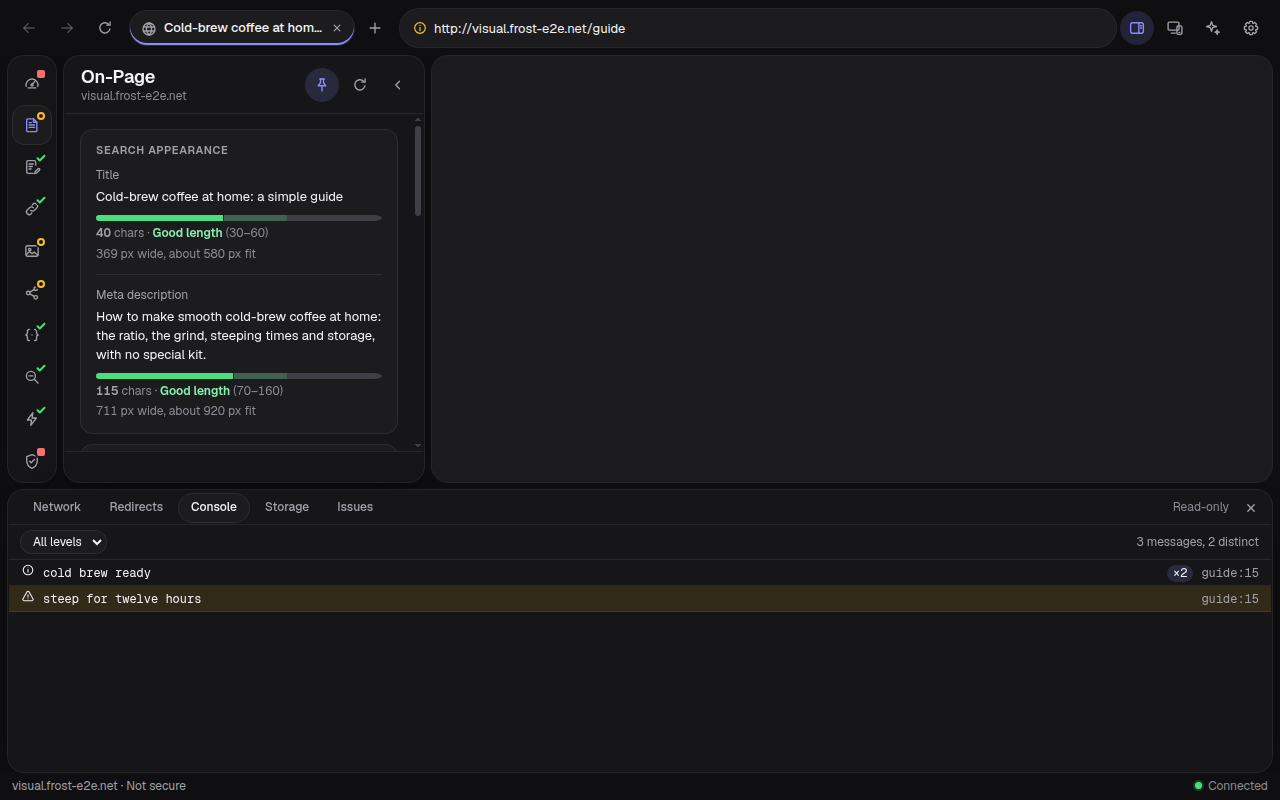 Cold-brew coffee at hom...
http://visual.frost-e2e.net/guide
On-Page
visual.frost-e2e.net
SEARCH APPEARANCE
Title
Cold-brew coffee at home: a simple guide
40 chars · Good length (30–60)
369 px wide, about 580 px fit
Meta description
How to make smooth cold-brew coffee at home:
the ratio, the grind, steeping times and storage,
with no special kit.
115 chars · Good length (70–160)
711 px wide, about 920 px fit
Network Redirects Console Storage Issues Read-only
All levels 3 messages, 2 distinct
cold brew ready ×2 guide:15
steep for twelve hours guide:15
visual.frost-e2e.net · Not secure Connected